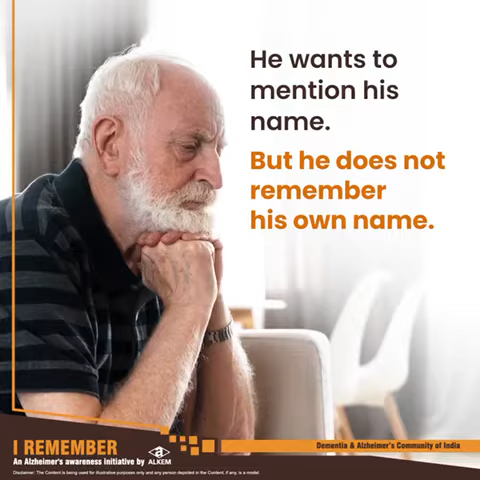 He wants to
mention his
name.
But he does not
remember
his own name.
I REMEMBER
An Alzheimer's awareness initiative by ALKEM
Dementia & Alzheimer's Community of India
Disclaimer: The Content is being used for illustrative purposes only and any person depicted in the Content, if any, is a model.